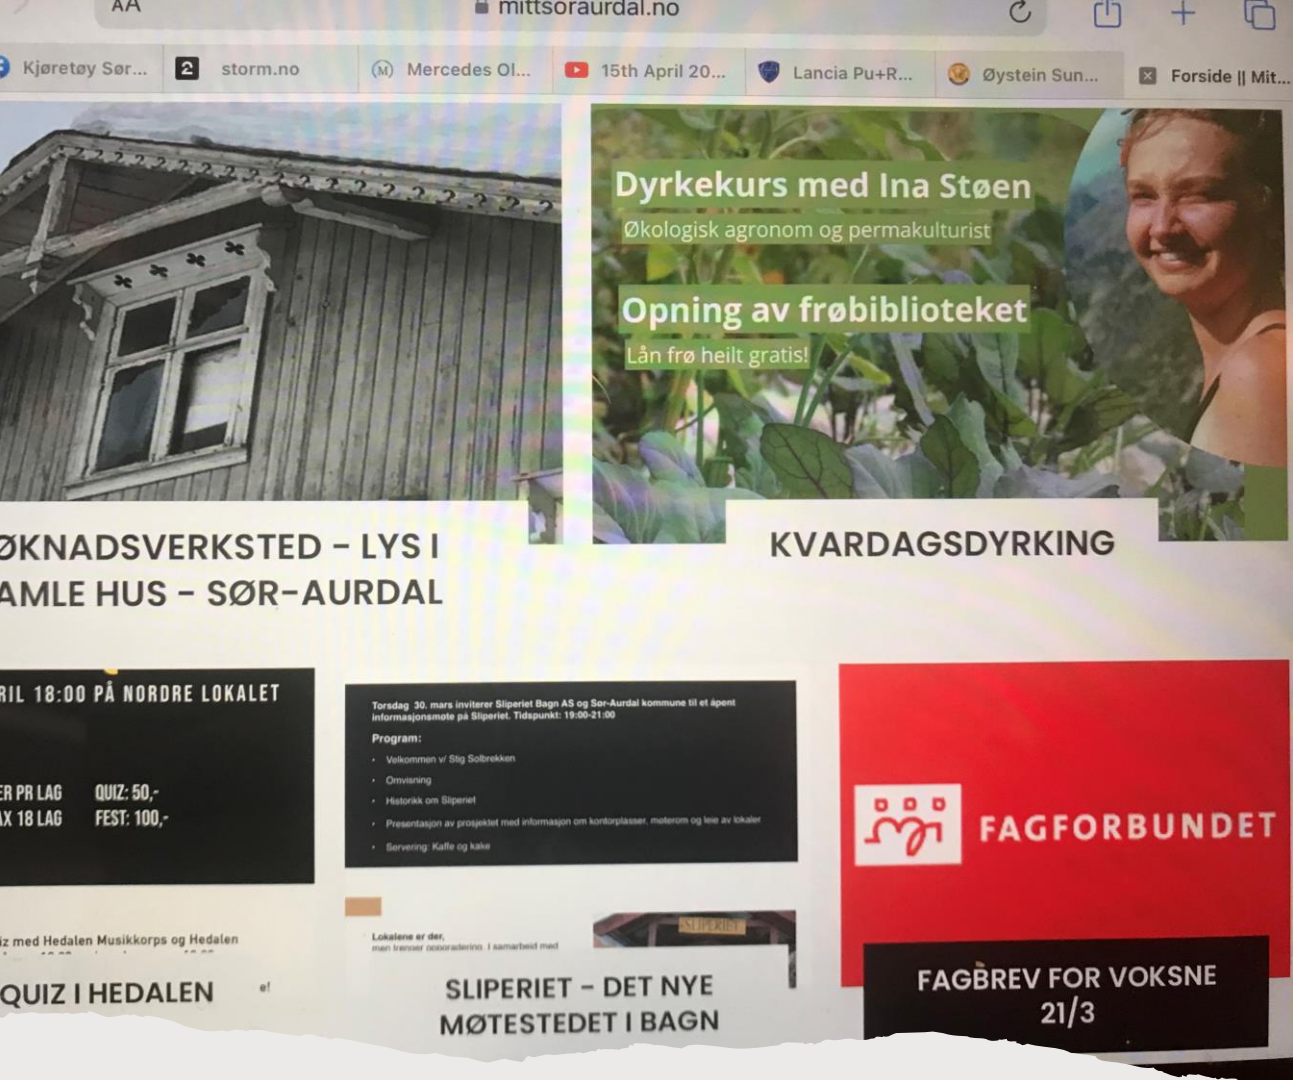 AA
mittsoraurdal.no
Kjøretøy Sør...
2
storm.no
M
Mercedes Ol...
15th April 20...
Lancia Pu+R...
Øystein Sun...
Forside || Mit...
Dyrkekurs med Ina Støen
Økologisk agronom og permakulturist
Opning av frøbiblioteket
Lån frø heilt gratis!
ØKNADSVERKSTED - LYS I
AMLE HUS - SØR-AURDAL
KVARDAGSDYRKING
RIL 18:00 PÅ NORDRE LOKALET
ER PR LAG QUIZ: 50,-
AX 18 LAG FEST: 100,-
iz med Hedalen Musikkorps og Hedalen
QUIZ I HEDALEN
e!
Torsdag 30. mars inviterer Sliperiet Bagn AS og Sør-Aurdal kommune til et åpent
informasjonsmøte på Sliperiet. Tidspunkt: 19:00-21:00
Program:
• Velkommen v/ Stig Solbrekken
• Omvisning
• Historikk om Sliperiet
• Presentasjon av prosjektet med informasjon om kontorplasser, møterom og leie av lokaler
• Servering: Kaffe og kake
Lokalene er der,
men trenger oppgradering. I samarbeid med
SLIPERIET
SLIPERIET - DET NYE
MØTESTEDET I BAGN
FAGFORBUNDET
FAGBREV FOR VOKSNE
21/3